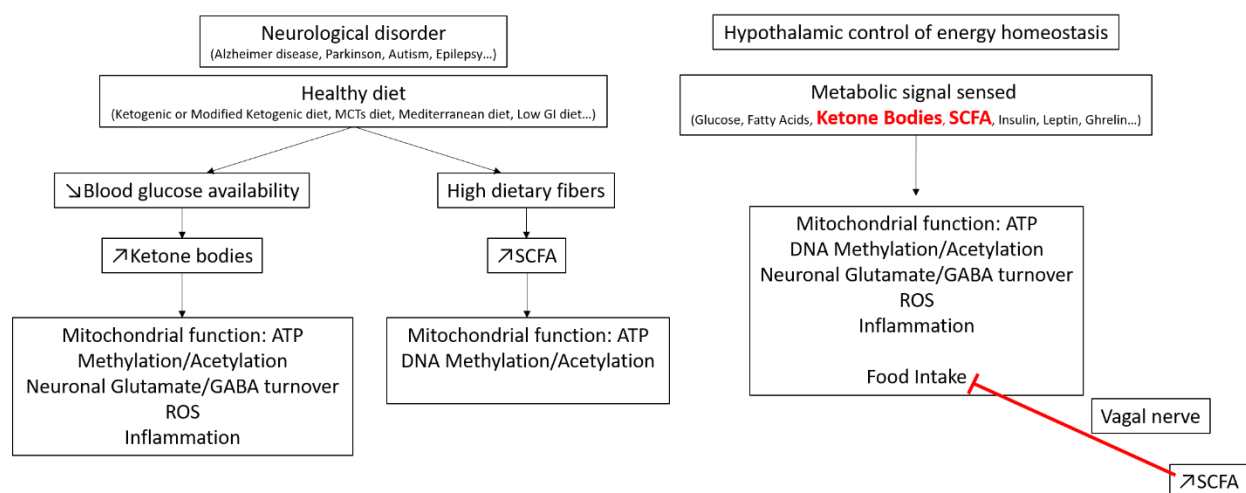 Neurological disorder
(Alzheimer disease, Parkinson, Autism, Epilepsy...)
Healthy diet
(Ketogenic or Modified Ketogenic diet, MCTs diet, Mediterranean diet, Low GI diet...)
↘Blood glucose availability
High dietary fibers
↗Ketone bodies
↗SCFA
Mitochondrial function: ATP
Methylation/Acetylation
Neuronal Glutamate/GABA turnover
ROS
Inflammation
Mitochondrial function: ATP
DNA Methylation/Acetylation
Hypothalamic control of energy homeostasis
Metabolic signal sensed
(Glucose, Fatty Acids, Ketone Bodies, SCFA, Insulin, Leptin, Ghrelin...)
Mitochondrial function: ATP
DNA Methylation/Acetylation
Neuronal Glutamate/GABA turnover
ROS
Inflammation
Food Intake
Vagal nerve
↗SCFA